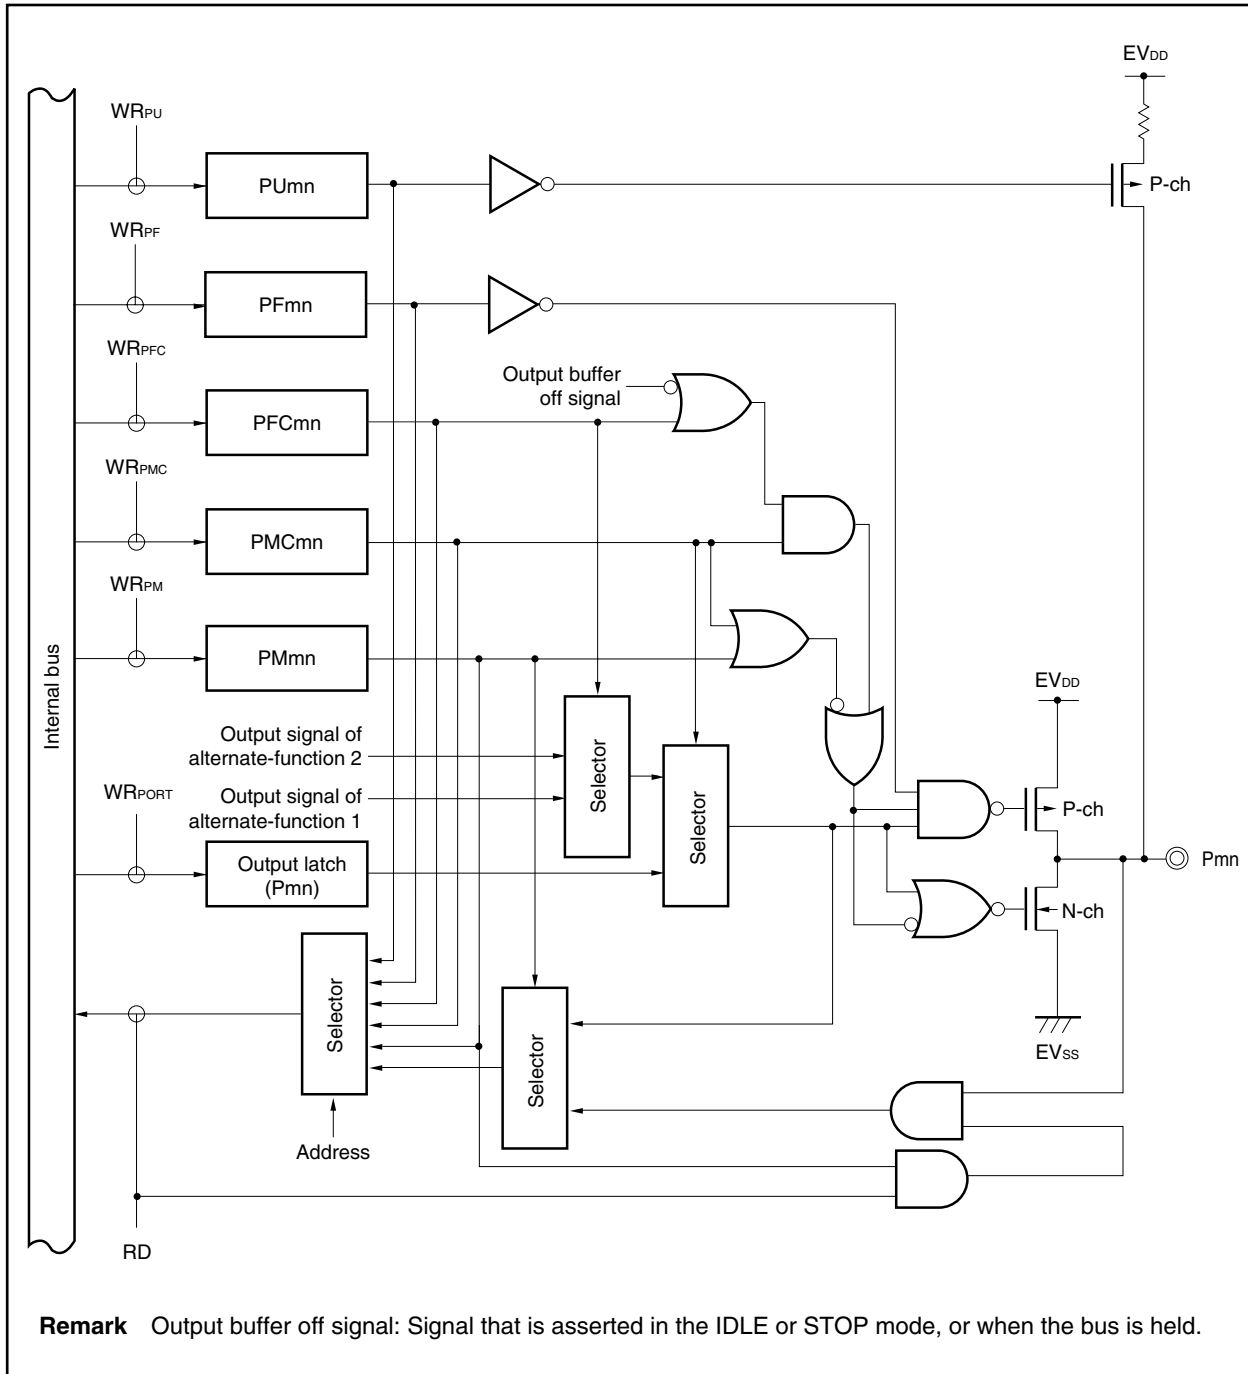 EVDD
WRPU
PUmn
P-ch
WRPF
PFmn
WRPFC
Output buffer
off signal
PFCmn
WRPMC
PMCmn
WRPM
PMmn
Internal bus
EVDD
Output signal of
alternate-function 2
Selector
Selector
WRPORT
Output signal of
alternate-function 1
P-ch
Output latch
(Pmn)
Pmn
N-ch
Selector
Selector
EVSS
Address
RD
Remark Output buffer off signal: Signal that is asserted in the IDLE or STOP mode, or when the bus is held.